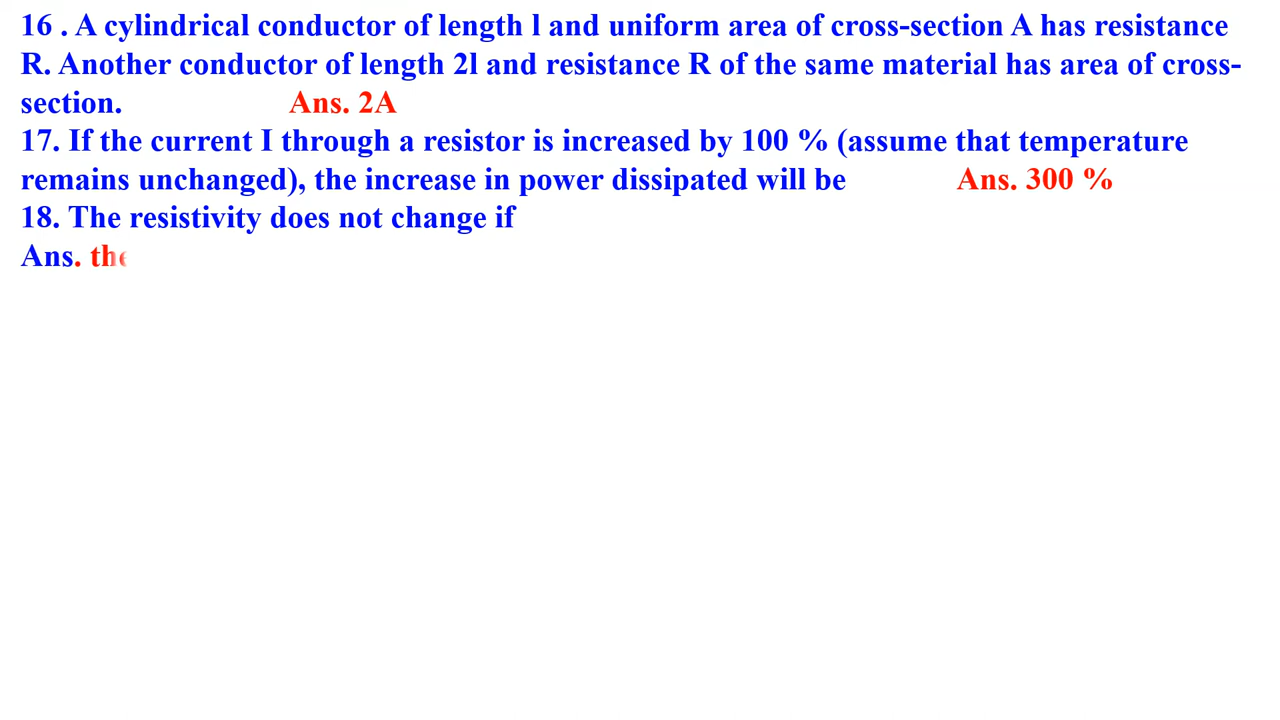 16 . A cylindrical conductor of length l and uniform area of cross-section A has resistance
R. Another conductor of length 2l and resistance R of the same material has area of cross-
section. Ans. 2A
17. If the current I through a resistor is increased by 100 % (assume that temperature
remains unchanged), the increase in power dissipated will be Ans. 300 %
18. The resistivity does not change if
Ans. the